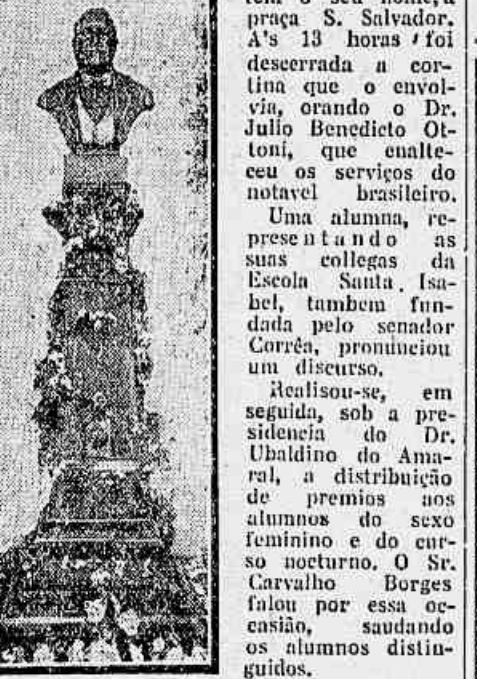 tem o seu nome, á
praça S. Salvador.
A's 13 horas foi
descerrada a cor-
tina que o envol-
via, orando o Dr.
Julio Benedicto Ot-
toni, que enalte-
ceu os serviços do
notavel brasileiro.
Uma alumna, re-
presentando as
suas collegas da
Escola Santa Isa-
bel, tambem fun-
dada pelo senador
Corrêa, pronunciou
um discurso.
Realisou-se, em
seguida, sob a pre-
sidencia do Dr.
Ubaldino do Ama-
ral, a distribuição
de premios aos
alumnos do sexo
feminino e do cur-
so nocturno. O Sr.
Carvalho Borges
falou por essa oc-
casião, saudando
os alumnos distin-
guidos.